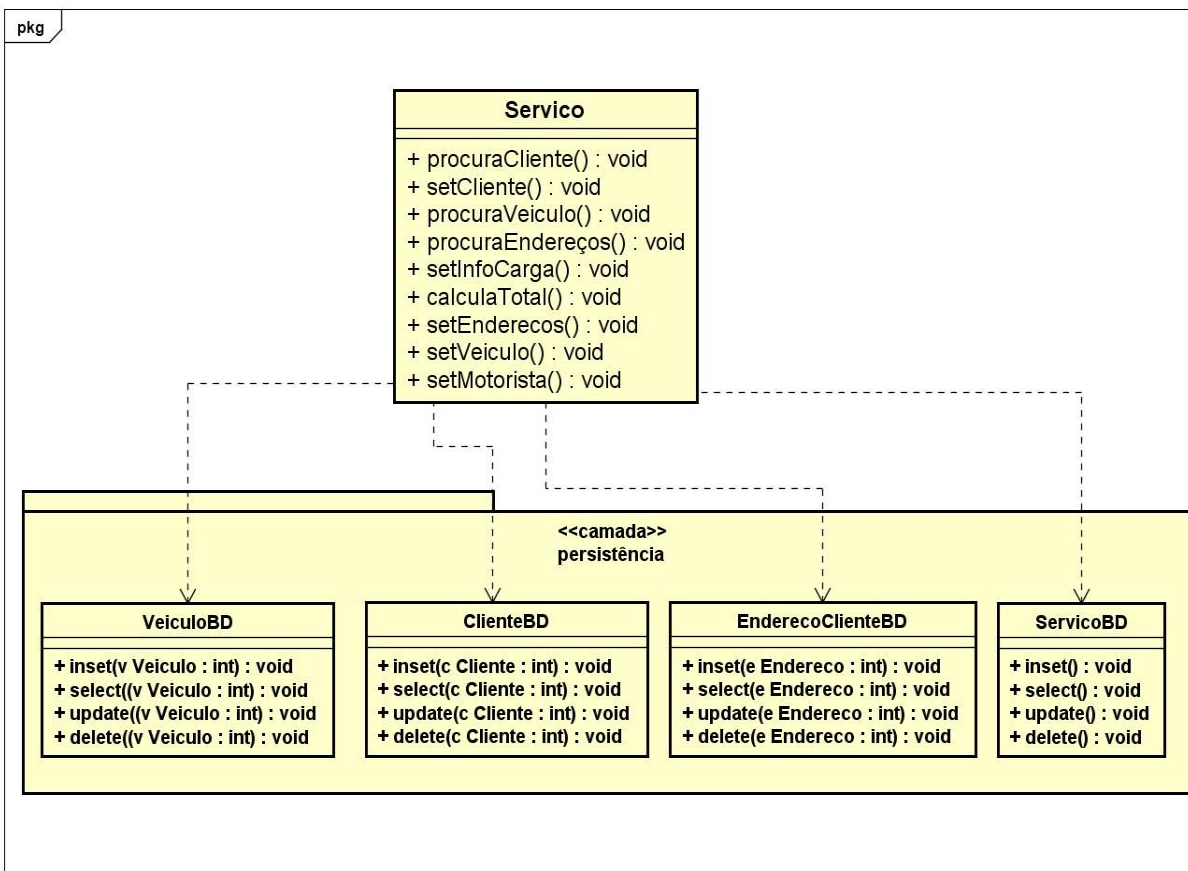 pkg
Servico
+ procuraCliente() : void
+ setCliente() : void
+ procuraVeiculo() : void
+ procuraEndereços() : void
+ setInfoCarga() : void
+ calculaTotal() : void
+ setEnderecos() : void
+ setVeiculo() : void
+ setMotorista() : void
<<camada>>
persistência
VeiculoBD
+ inset(v Veiculo : int) : void
+ select((v Veiculo : int) : void
+ update((v Veiculo : int) : void
+ delete((v Veiculo : int) : void
ClienteBD
+ inset(c Cliente : int) : void
+ select(c Cliente : int) : void
+ update(c Cliente : int) : void
+ delete(c Cliente : int) : void
EnderecoClienteBD
+ inset(e Endereco : int) : void
+ select(e Endereco : int) : void
+ update(e Endereco : int) : void
+ delete(e Endereco : int) : void
ServicoBD
+ inset() : void
+ select() : void
+ update() : void
+ delete() : void